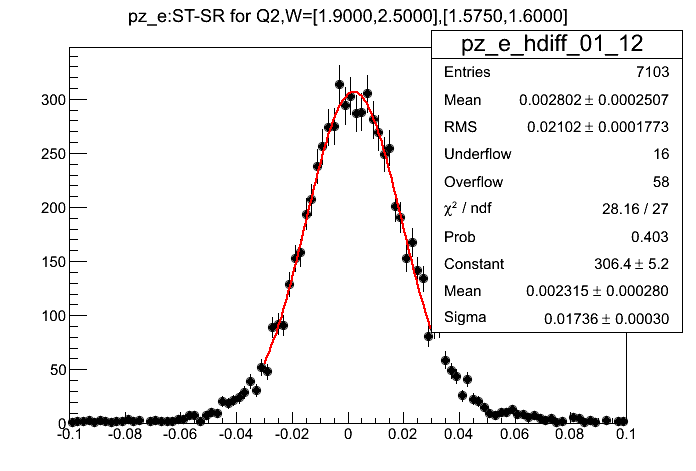 pz_e:ST-SR for Q2,W=[1.9000,2.5000],[1.5750,1.6000]
pz_e_hdiff_01_12
Entries 7103
Mean 0.002802 ± 0.0002507
RMS 0.02102 ± 0.0001773
Underflow 16
Overflow 58
χ² / ndf 28.16 / 27
Prob 0.403
Constant 306.4 ± 5.2
Mean 0.002315 ± 0.000280
Sigma 0.01736 ± 0.00030
300
250
200
150
100
50
0
-0.1 -0.08 -0.06 -0.04 -0.02 0 0.02 0.04 0.06 0.08 0.1